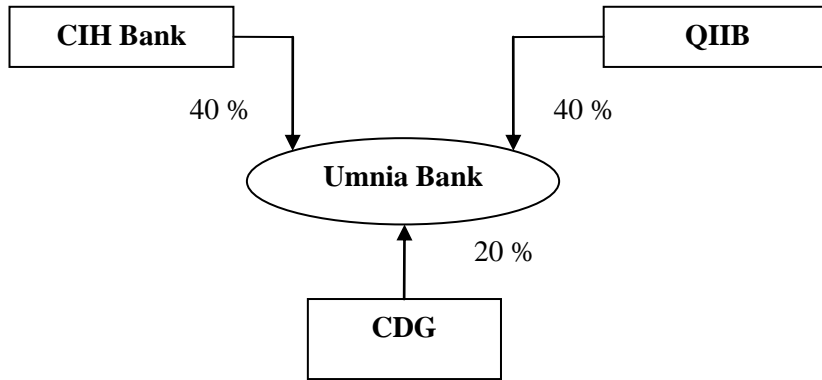 CIH Bank
QIIB
40 %
40 %
Umnia Bank
20 %
CDG